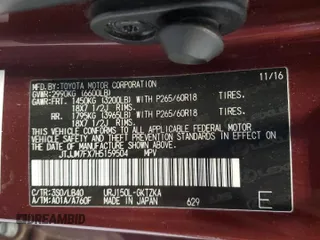 MFD. BY: TOYOTA MOTOR CORPORATION 11/16
GVWR: 2990KG (6600LB)
GAWR: FRT. 1450KG (3200LB) WITH P265/60R18 TIRES.
18X7 1/2J RIMS.
RR. 1795KG (3965LB) WITH P265/60R18 TIRES.
18X7 1/2J RIMS.
THIS VEHICLE CONFORMS TO ALL APPLICABLE
FEDERAL MOTOR VEHICLE SAFETY AND THEFT PREVENTION
STANDARDS IN EFFECT ON THE DATE OF MANUFACTURE SHOWN ABOVE.
JTJJM7FX7H5159504 MPV
C/TR: 3S0/LB40 URJ150L-GKTZKA
A/TM: A01A/A760F MADE IN JAPAN 629
E